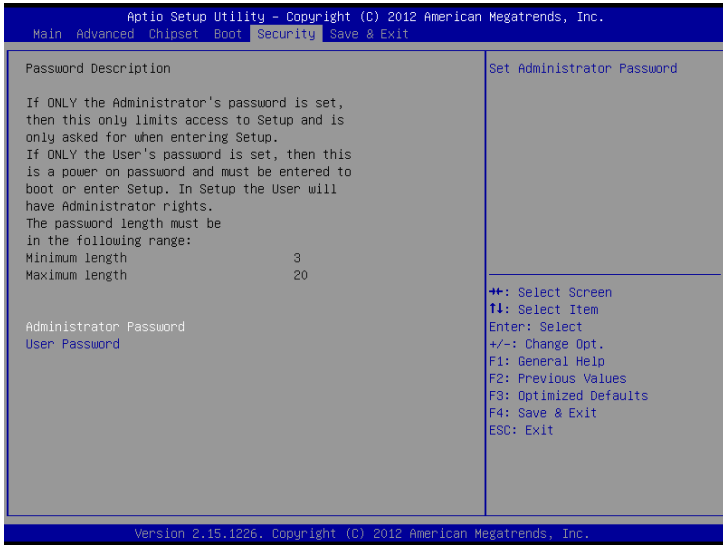 Aptio Setup Utility – Copyright (C) 2012 American Megatrends, Inc.
Main Advanced Chipset Boot Security Save & Exit
Password Description
If ONLY the Administrator's password is set,
then this only limits access to Setup and is
only asked for when entering Setup.
If ONLY the User's password is set, then this
is a power on password and must be entered to
boot or enter Setup. In Setup the User will
have Administrator rights.
The password length must be
in the following range:
Minimum length 3
Maximum length 20
Administrator Password
User Password
Set Administrator Password
→←: Select Screen
↑↓: Select Item
Enter: Select
+/-: Change Opt.
F1: General Help
F2: Previous Values
F3: Optimized Defaults
F4: Save & Exit
ESC: Exit
Version 2.15.1226. Copyright (C) 2012 American Megatrends, Inc.